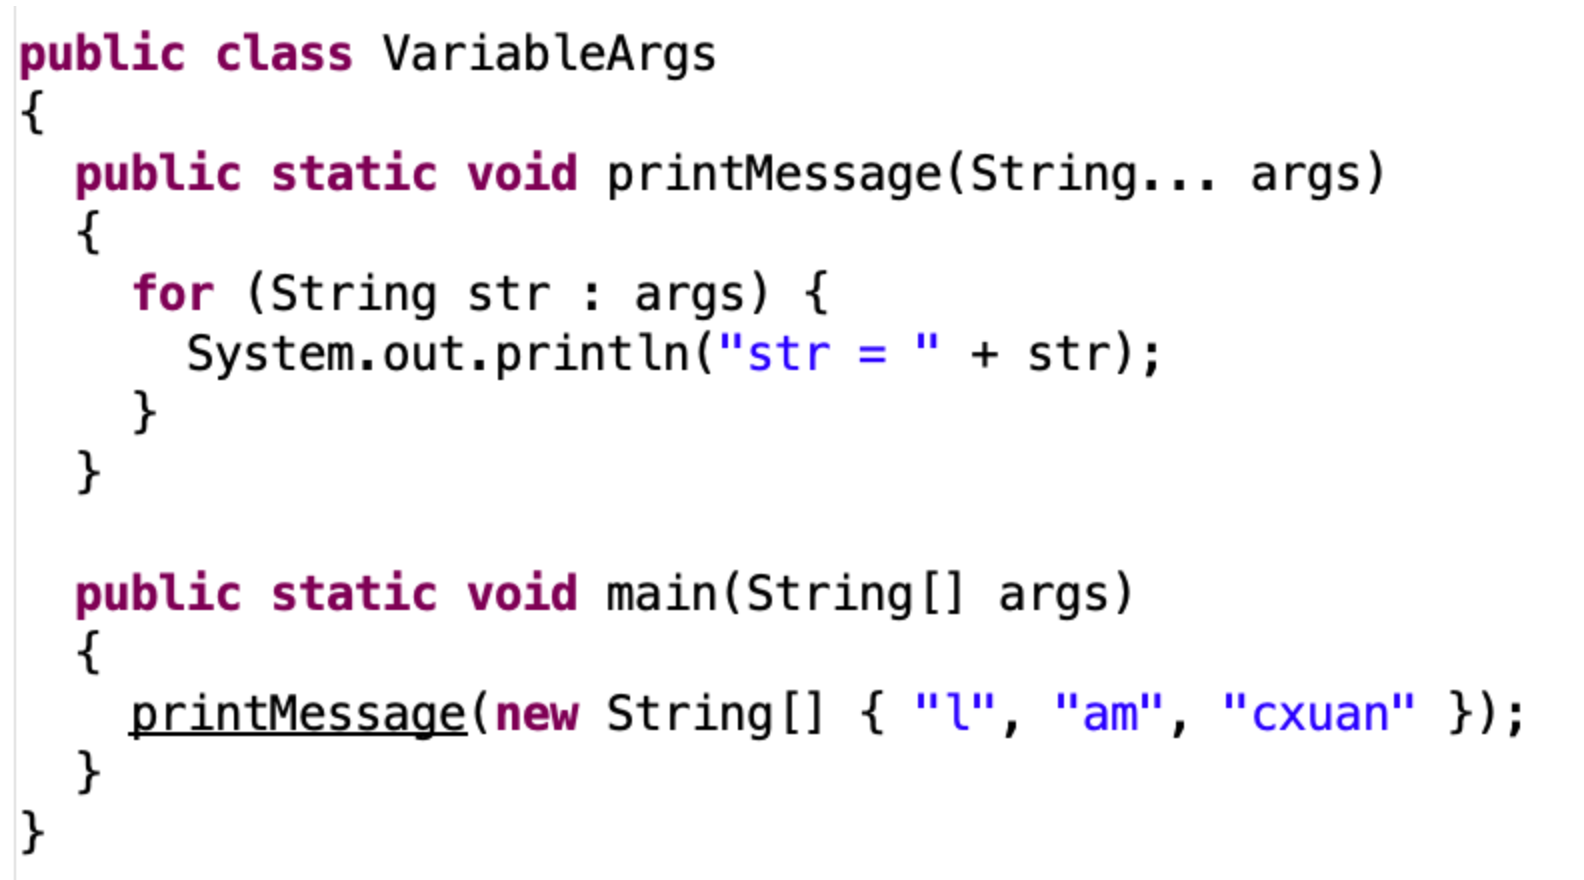 public class VariableArgs
{
  public static void printMessage(String... args)
  {
    for (String str : args) {
      System.out.println("str = " + str);
    }
  }

  public static void main(String[] args)
  {
    printMessage(new String[] { "l", "am", "cxuan" });
  }
}